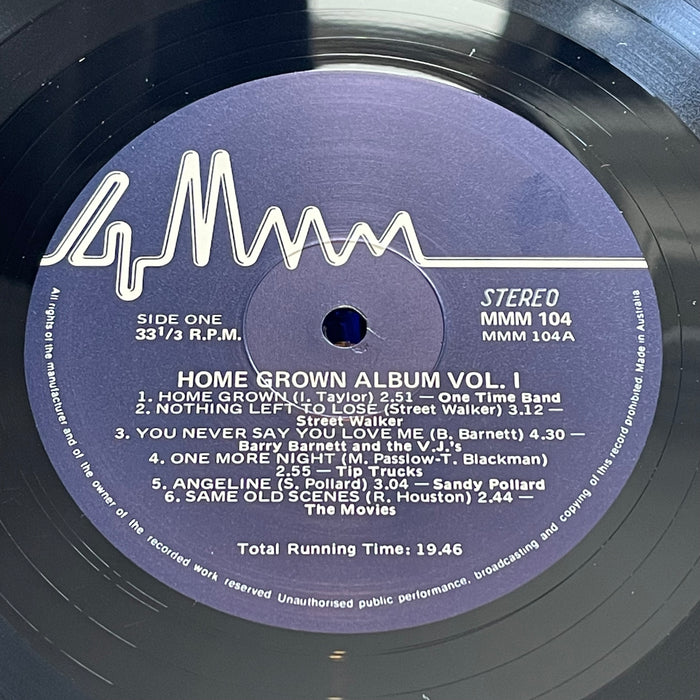 4MMM
SIDE ONE
33 1/3 R.P.M.
STEREO
MMM 104
MMM 104A
HOME GROWN ALBUM VOL. I
1. HOME GROWN (I. Taylor) 2.51 — One Time Band
2. NOTHING LEFT TO LOSE (Street Walker) 3.12 —
Street Walker
3. YOU NEVER SAY YOU LOVE ME (B. Barnett) 4.30 —
Barry Barnett and the V.J.'s
4. ONE MORE NIGHT (M. Passlow-T. Blackman)
2.55 — Tip Trucks
5. ANGELINE (S. Pollard) 3.04 — Sandy Pollard
6. SAME OLD SCENES (R. Houston) 2.44 —
The Movies
Total Running Time: 19.46
All rights of the manufacturer and of the owner of the recorded work reserved Unauthorised public performance, broadcasting and copying of this record prohibited. Made in Australia